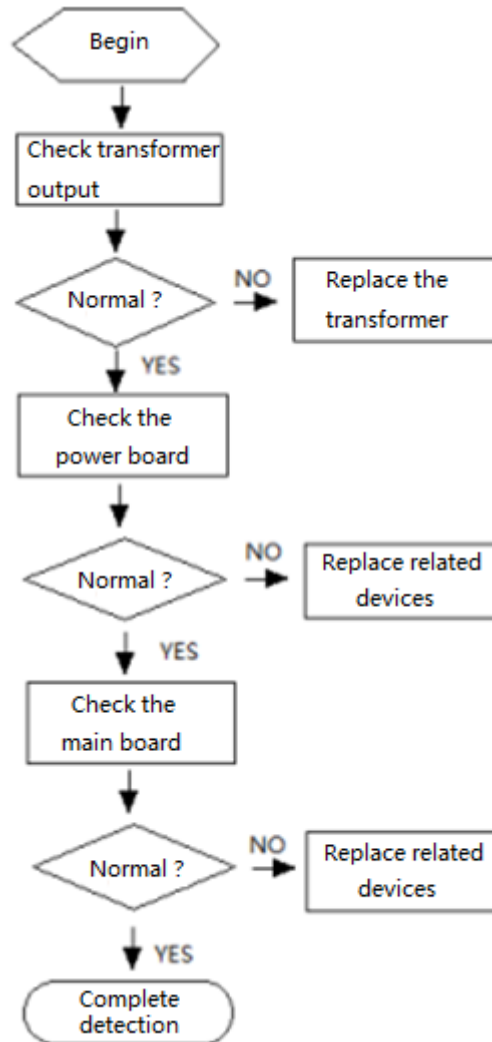 Begin
Check transformer
output
Normal ?
NO
Replace the
transformer
YES
Check the
power board
Normal ?
NO
Replace related
devices
YES
Check the
main board
Normal ?
NO
Replace related
devices
YES
Complete
detection